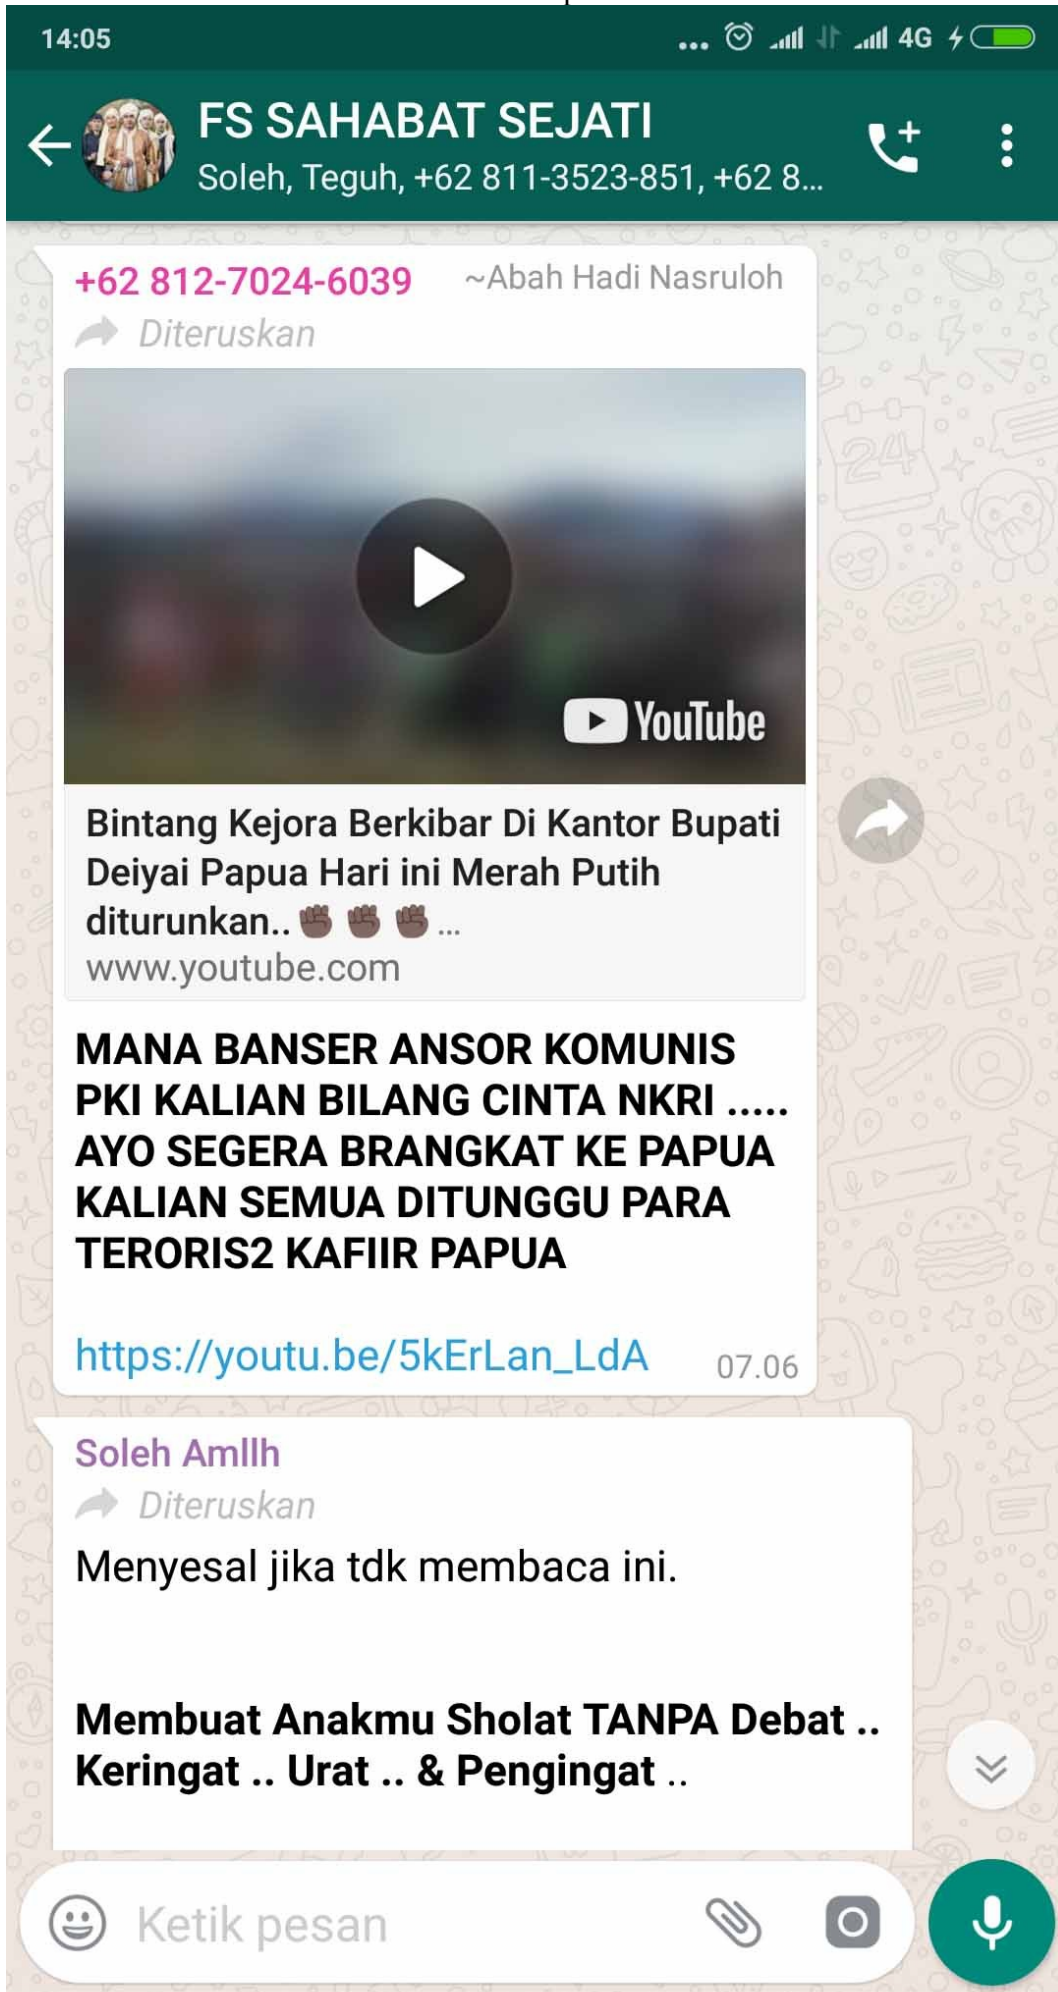 14:05
... 4G
FS SAHABAT SEJATI
Soleh, Teguh, +62 811-3523-851, +62 8...
+62 812-7024-6039 ~Abah Hadi Nasruloh
Diteruskan
YouTube
Bintang Kejora Berkibar Di Kantor Bupati
Deiyai Papua Hari ini Merah Putih
diturunkan..✊🏿 ✊🏿 ✊🏿 ...
www.youtube.com
MANA BANSER ANSOR KOMUNIS
PKI KALIAN BILANG CINTA NKRI .....
AYO SEGERA BRANGKAT KE PAPUA
KALIAN SEMUA DITUNGGU PARA
TERORIS2 KAFIIR PAPUA
https://youtu.be/5kErLan_LdA 07.06
Soleh Amllh
Diteruskan
Menyesal jika tdk membaca ini.
Membuat Anakmu Sholat TANPA Debat ..
Keringat .. Urat .. & Pengingat ..
Ketik pesan
24